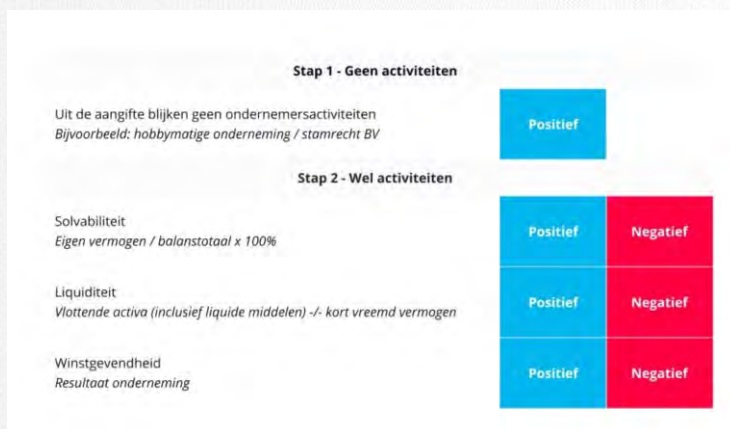 Stap 1 - Geen activiteiten
Uit de aangifte blijken geen ondernemersactiviteiten
Bijvoorbeeld: hobbymatige onderneming / stamrecht BV
Positief
Stap 2 - Wel activiteiten
Solvabiliteit
Eigen vermogen / balanstotaal x 100%
Positief
Negatief
Liquiditeit
Vlottende activa (inclusief liquide middelen) -/- kort vreemd vermogen
Positief
Negatief
Winstgevendheid
Resultaat onderneming
Positief
Negatief